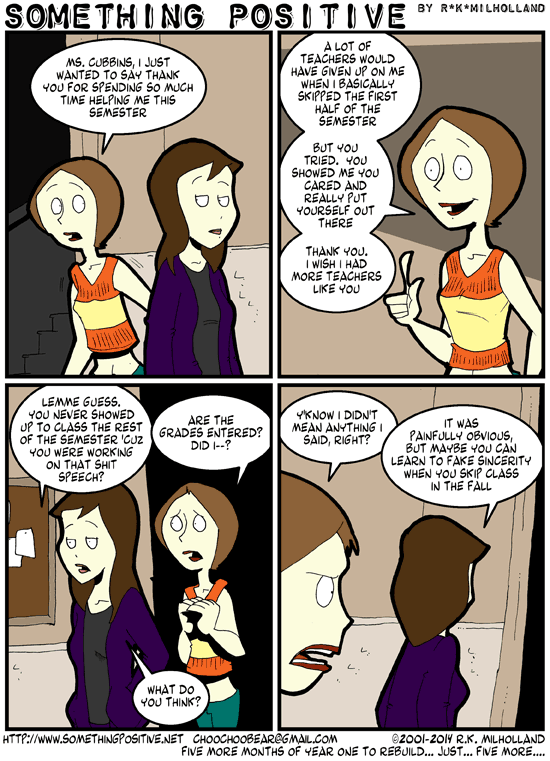 SOMETHING POSITIVE BY R*K*MILHOLLAND
MS. CUBBINS, I JUST
WANTED TO SAY THANK
YOU FOR SPENDING SO MUCH
TIME HELPING ME THIS
SEMESTER
A LOT OF
TEACHERS WOULD
HAVE GIVEN UP ON ME
WHEN I BASICALLY
SKIPPED THE FIRST
HALF OF THE
SEMESTER
BUT YOU
TRIED. YOU
SHOWED ME YOU
CARED AND
REALLY PUT
YOURSELF OUT
THERE
THANK YOU.
I WISH I HAD
MORE TEACHERS
LIKE YOU
LEMME GUESS.
YOU NEVER SHOWED
UP TO CLASS THE REST
OF THE SEMESTER 'CUZ
YOU WERE WORKING
ON THAT SHIT
SPEECH?
ARE THE
GRADES ENTERED?
DID I--?
WHAT DO
YOU THINK?
Y'KNOW I DIDN'T
MEAN ANYTHING I
SAID, RIGHT?
IT WAS
PAINFULLY OBVIOUS,
BUT MAYBE YOU CAN
LEARN TO FAKE SINCERITY
WHEN YOU SKIP CLASS
IN THE FALL
HTTP://WWW.SOMETHINGPOSITIVE.NET CHOOCHOOBEAR@GMAIL.COM ©2001-2014 R.K. MILHOLLAND
FIVE MORE MONTHS OF YEAR ONE TO REBUILD... JUST... FIVE MORE....